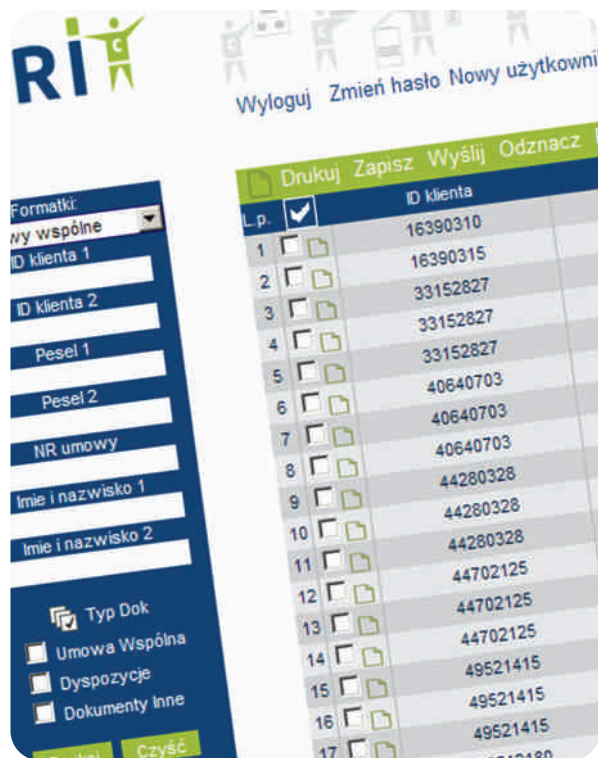 RI
C
C
Wyloguj Zmień hasło Nowy
Drukuj Zapisz Wyślij Odznacz
L.p. ID klienta
1 16390310
2 16390315
3 33152827
4 33152827
5 33152827
6 40640703
7 40640703
8 40640703
9 44280328
10 44280328
11 44280328
12 44702125
13 44702125
14 44702125
15 49521415
16 49521415
17 49521415
Formatki:
wspólne
ID klienta 1
ID klienta 2
Pesel 1
Pesel 2
NR umowy
Imie i nazwisko 1
Imie i nazwisko 2
Typ Dok
Umowa Wspólna
Dyspozycje
Dokumenty Inne
Czyść